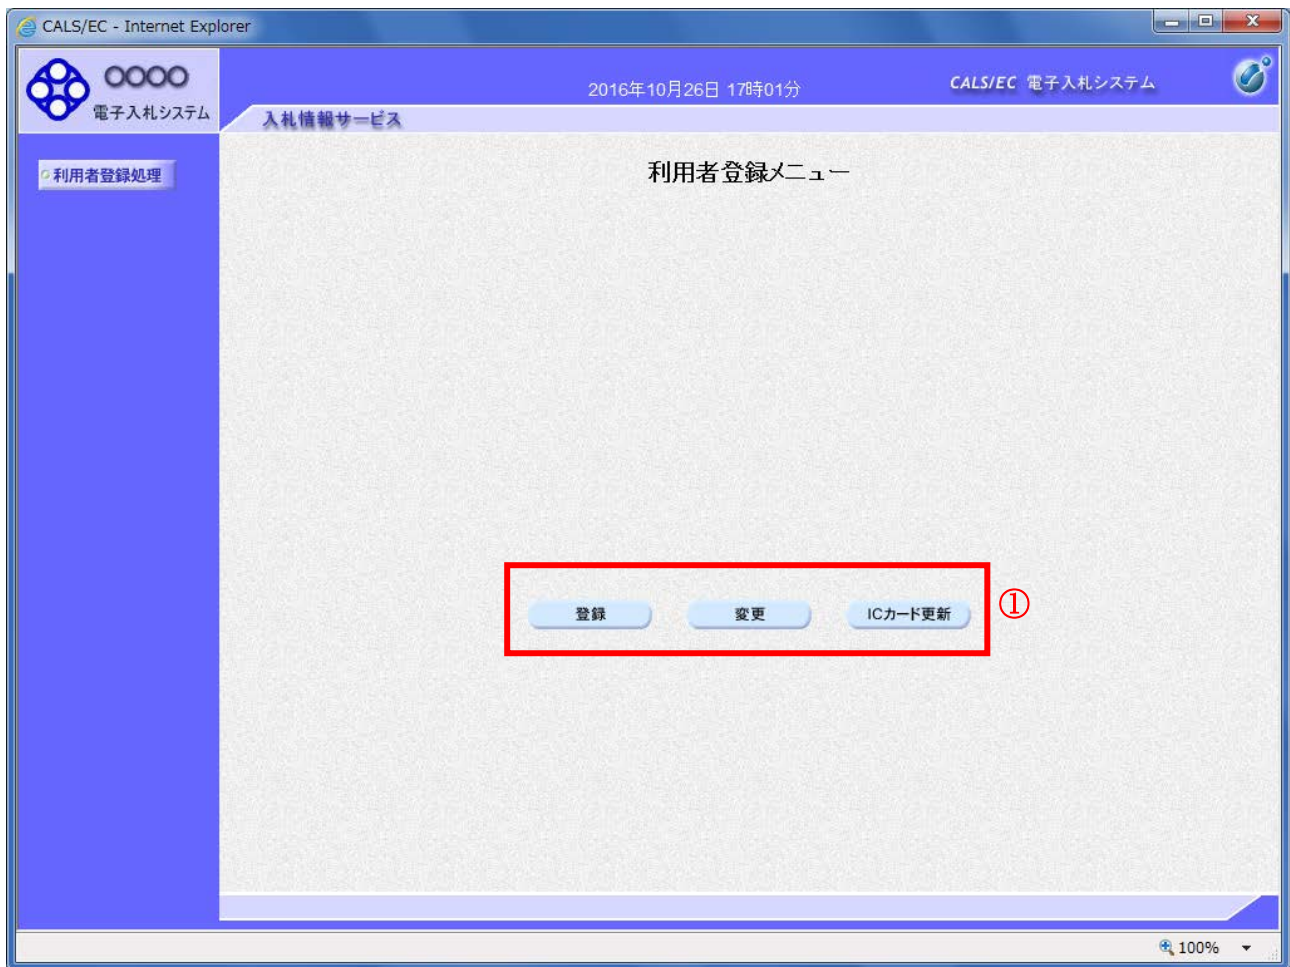 CALS/EC - Internet Explorer
○○○○
電子入札システム
2016年10月26日 17時01分
CALS/EC 電子入札システム
入札情報サービス
利用者登録処理
利用者登録メニュー
登録
変更
ICカード更新
①
100%